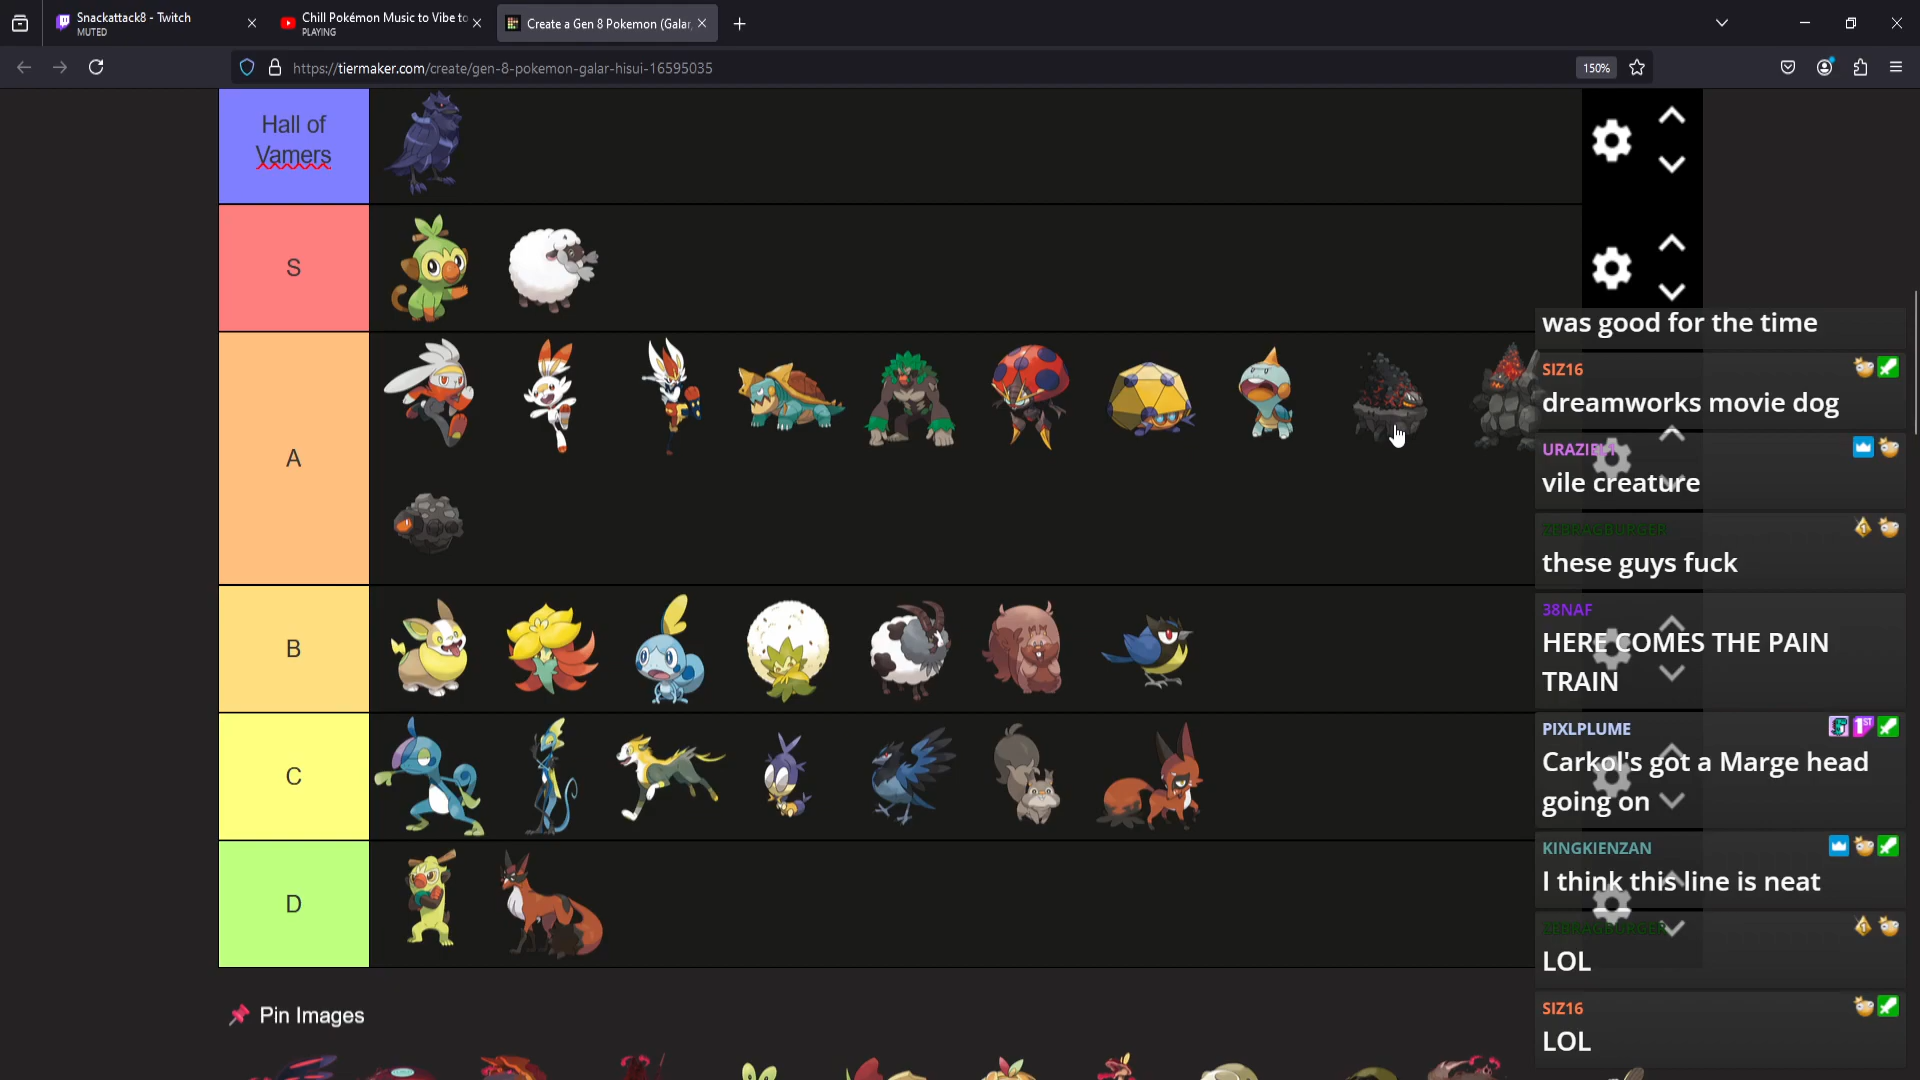 Snackattack8 - Twitch
MUTED
Chill Pokémon Music to Vibe to
PLAYING
Create a Gen 8 Pokemon (Galar,
https://tiermaker.com/create/gen-8-pokemon-galar-hisui-16595035
150%
Hall of
Vamers
S
A
B
C
D
Pin Images
was good for the time
SIZ16
dreamworks movie dog
vile creature
these guys fuck
38NAF
HERE COMES THE PAIN
TRAIN
PIXLPLUME
1ST
Carkol's got a Marge head
going on
KINGKIENZAN
I think this line is neat
LOL
SIZ16
LOL